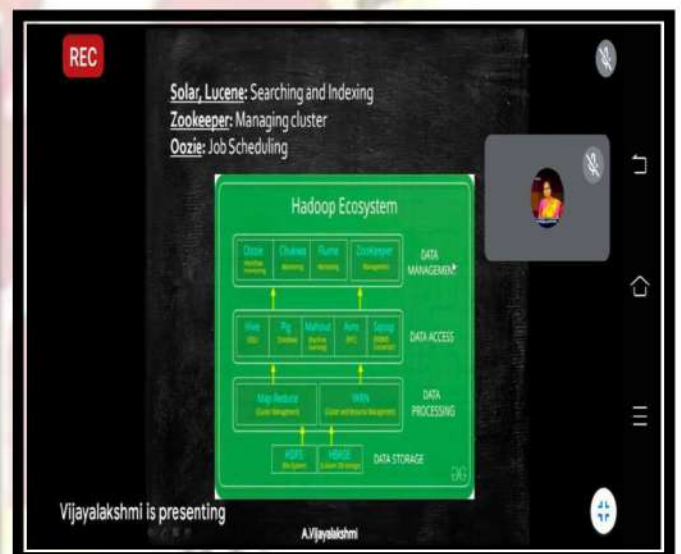 REC
Solar, Lucene: Searching and Indexing
Zookeeper: Managing cluster
Oozie: Job Scheduling
Hadoop Ecosystem
Oozie Chukwa Flume ZooKeeper
DATA
MANAGEMENT
Hive Pig Mahout Avro Sqoop
DATA ACCESS
Map Reduce YARN
DATA
PROCESSING
HDFS HBASE
DATA STORAGE
Vijayalakshmi is presenting
A.Vijayalakshmi